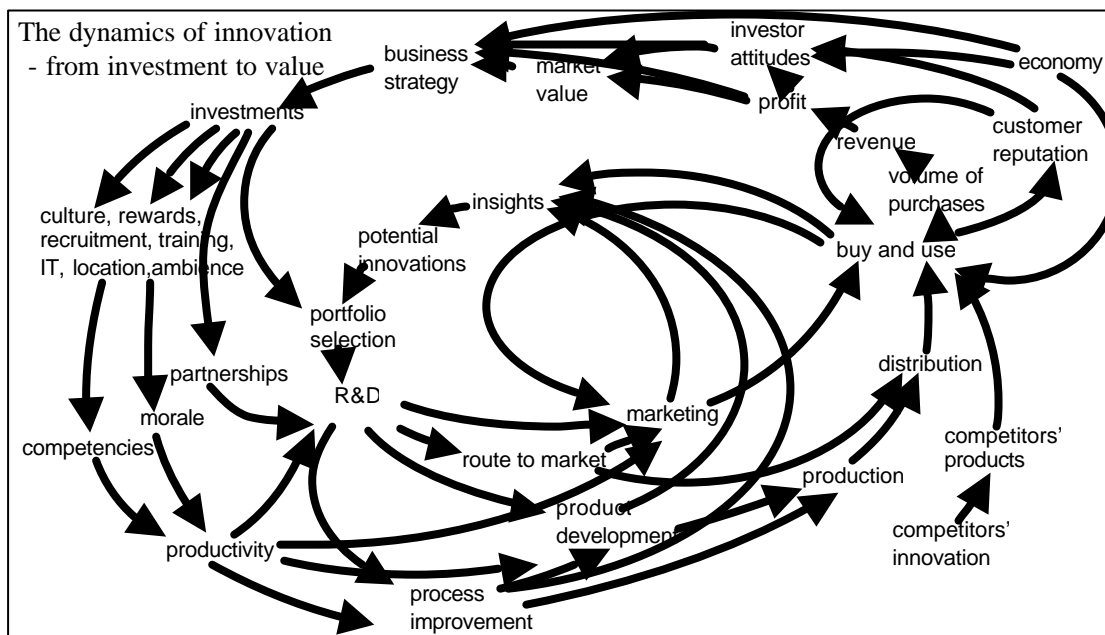 The dynamics of innovation
- from investment to value
business
strategy
market
value
investor
attitudes
economy
profit
investments
revenue
customer
reputation
volume of
purchases
culture, rewards,
recruitment, training,
IT, location,ambience
insights
potential
innovations
buy and use
portfolio
selection
partnerships
R&D
distribution
morale
marketing
competencies
route to market
competitors'
products
production
product
development
productivity
competitors'
innovation
process
improvement